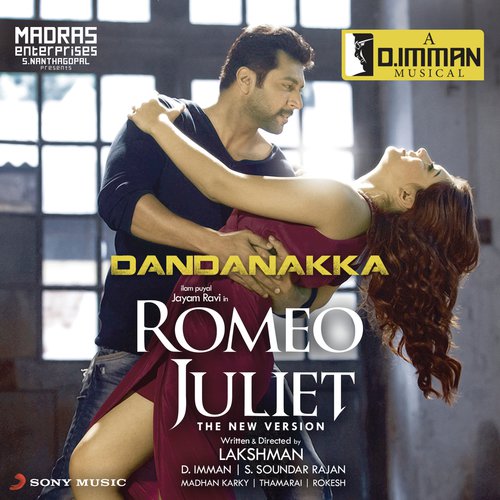 MADRAS
enterprises
S.NANTHAGOPAL
presents
A
D.IMMAN
MUSICAL
DANDANAKKA
Ilam puyal
Jayam Ravi in
ROMEO
JULIET
THE NEW VERSION
Written & Directed by
LAKSHMAN
D. IMMAN | S. SOUNDAR RAJAN
MADHAN KARKY | THAMARAI | ROKESH
SONY MUSIC